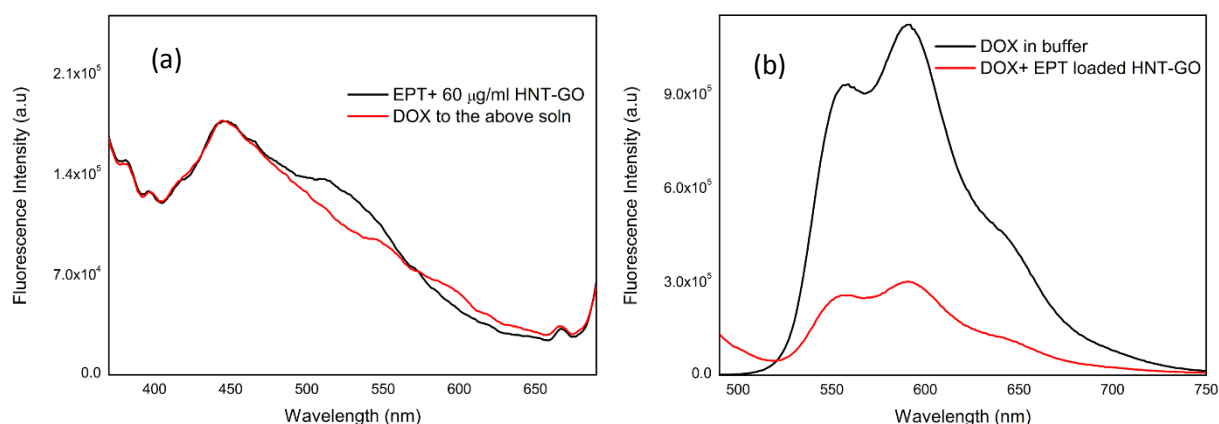 (a)
EPT+ 60 μg/ml HNT-GO
DOX to the above soln
Fluorescence Intensity (a.u)
2.1x10⁵
1.4x10⁵
7.0x10⁴
0.0
400 450 500 550 600 650
Wavelength (nm)
(b)
DOX in buffer
DOX+ EPT loaded HNT-GO
Fluorescence Intensity (a.u)
9.0x10⁵
6.0x10⁵
3.0x10⁵
0.0
490 550 600 650 700 750
Wavelength (nm)